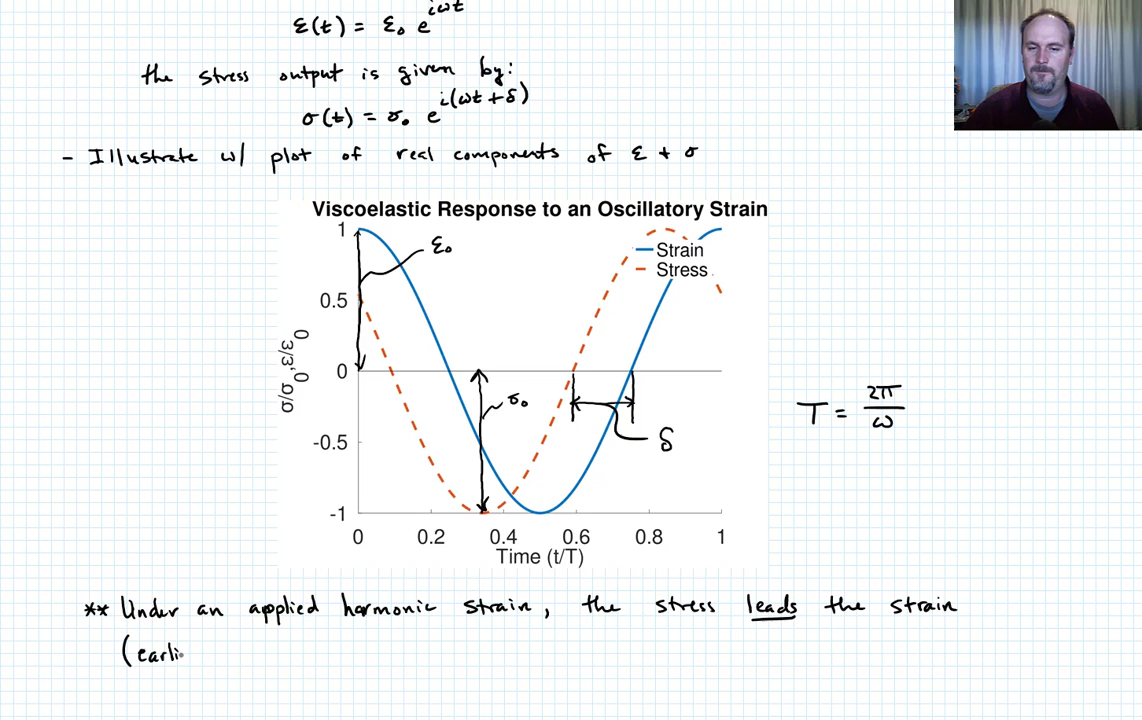 ε(t) = ε₀ e^{iωt}
the stress output is given by:
σ(t) = σ₀ e^{i(ωt + δ)}
- Illustrate w/ plot of real components of ε + σ
Viscoelastic Response to an Oscillatory Strain
1
0.5
0
-0.5
-1
σ/σ₀,ε/ε₀
ε₀
Strain
Stress
σ₀
δ
0 0.2 0.4 0.6 0.8 1
Time (t/T)
T = 2π/ω
** Under an applied harmonic strain, the stress leads the strain
(earli